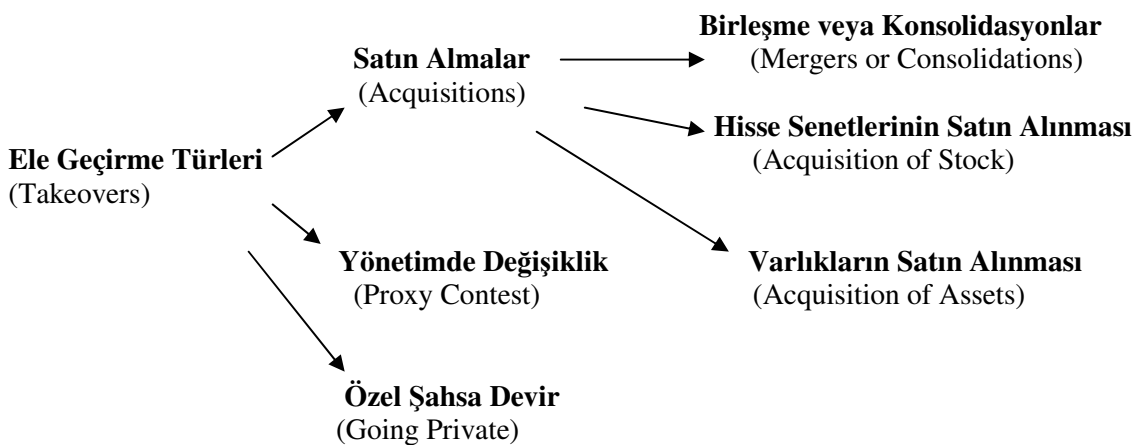 Birleşme veya Konsolidasyonlar
(Mergers or Consolidations)
Satın Almalar
(Acquisitions)
Hisse Senetlerinin Satın Alınması
(Acquisition of Stock)
Ele Geçirme Türleri
(Takeovers)
Yönetimde Değişiklik
(Proxy Contest)
Varlıkların Satın Alınması
(Acquisition of Assets)
Özel Şahsa Devir
(Going Private)